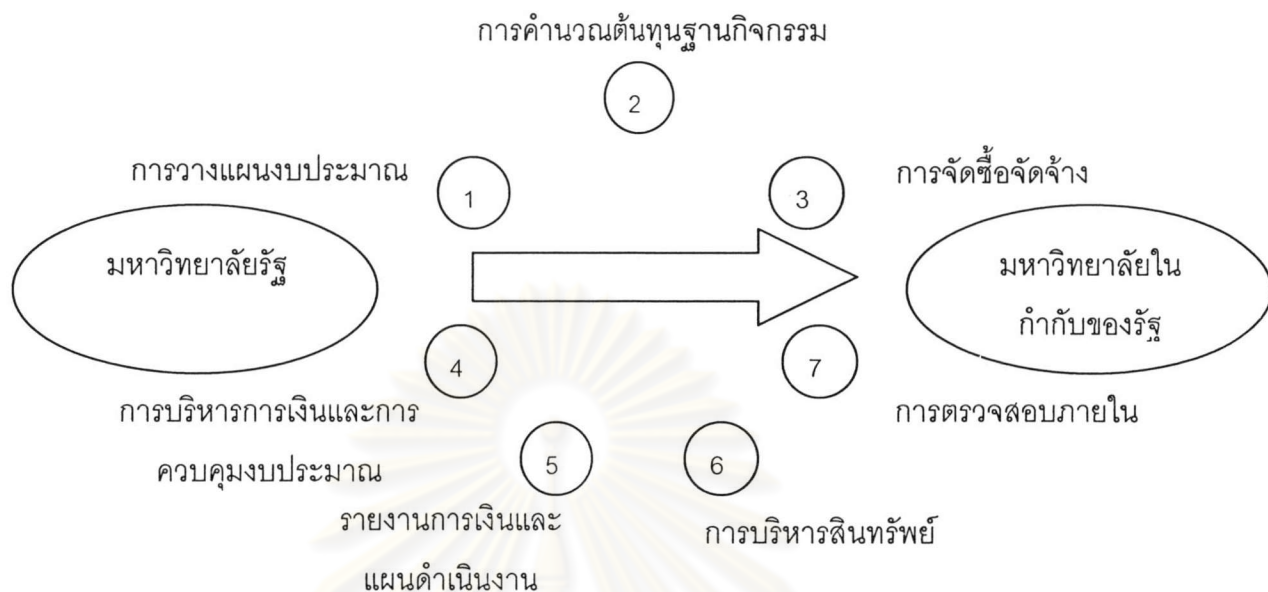 การคำนวณต้นทุนฐานกิจกรรม
2
การวางแผนงบประมาณ
1
3
การจัดซื้อจัดจ้าง
มหาวิทยาลัยรัฐ
มหาวิทยาลัยใน
กำกับของรัฐ
4
7
การบริหารการเงินและการ
ควบคุมงบประมาณ
การตรวจสอบภายใน
5
6
รายงานการเงินและ
แผนดำเนินงาน
การบริหารสินทรัพย์